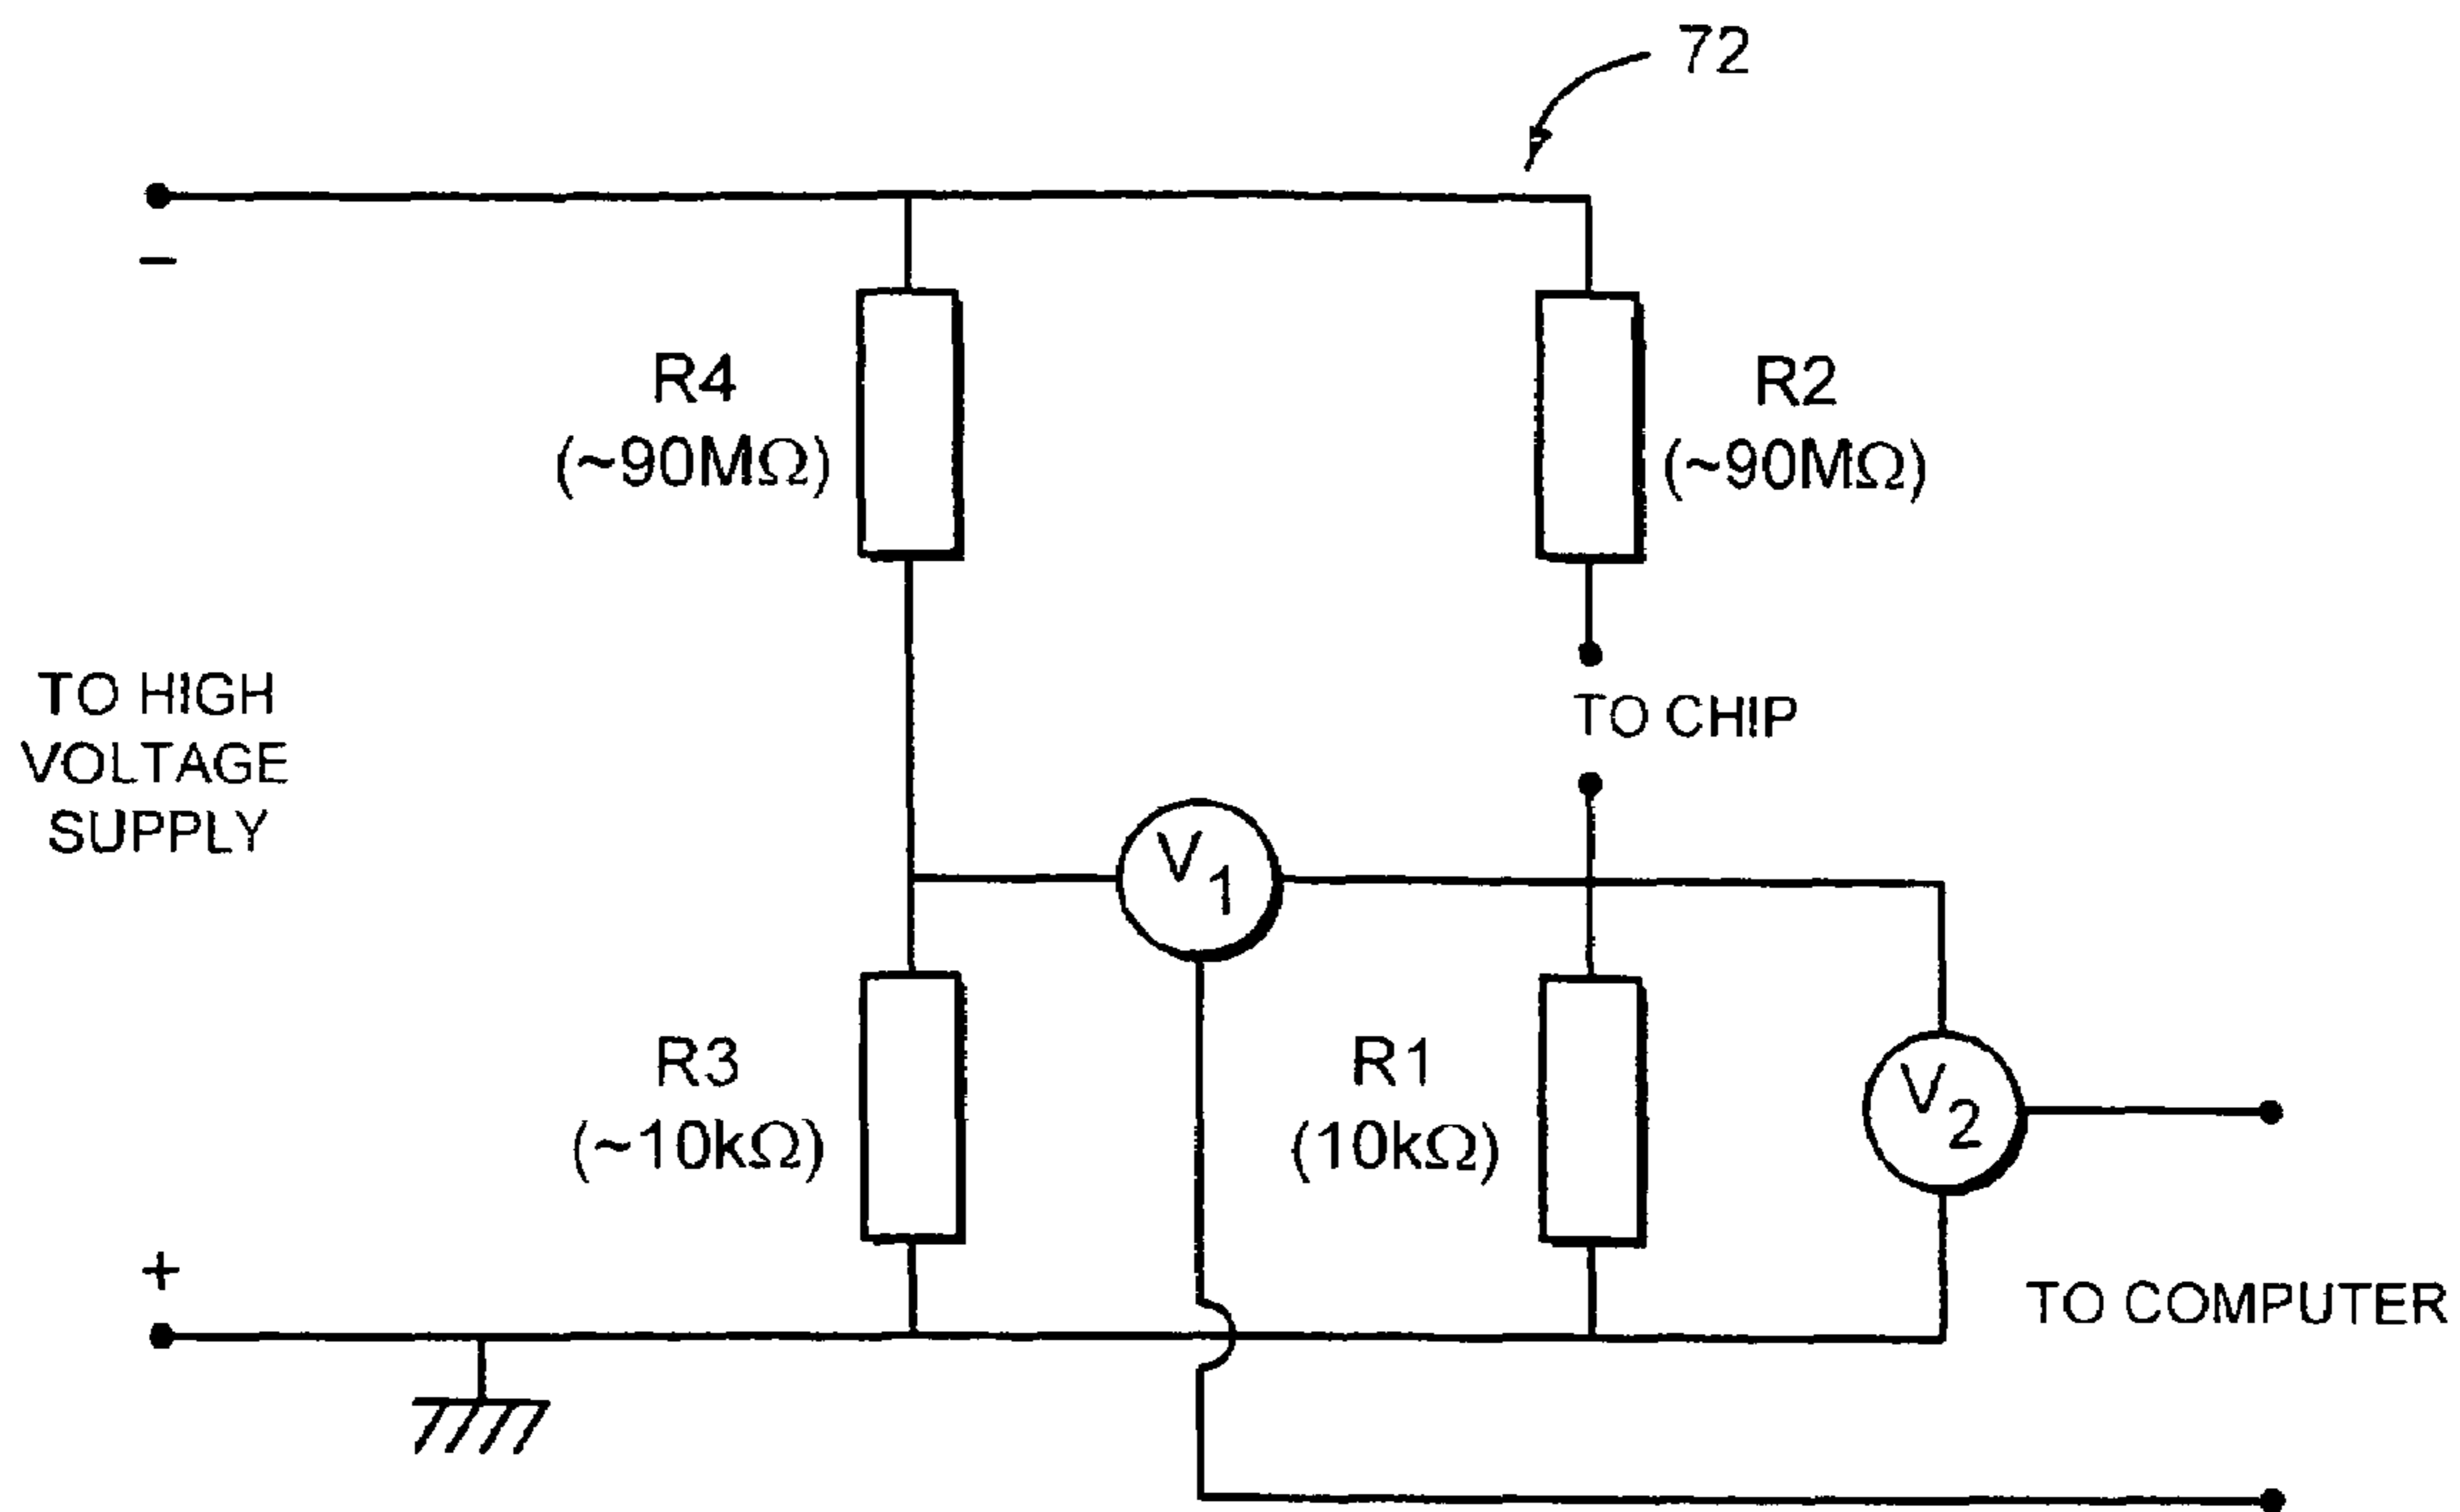 72
−
R4
(~90MΩ)
R2
(~90MΩ)
TO HIGH
VOLTAGE
SUPPLY
TO CHIP
V1
R3
(~10kΩ)
R1
(10kΩ)
V2
+
TO COMPUTER